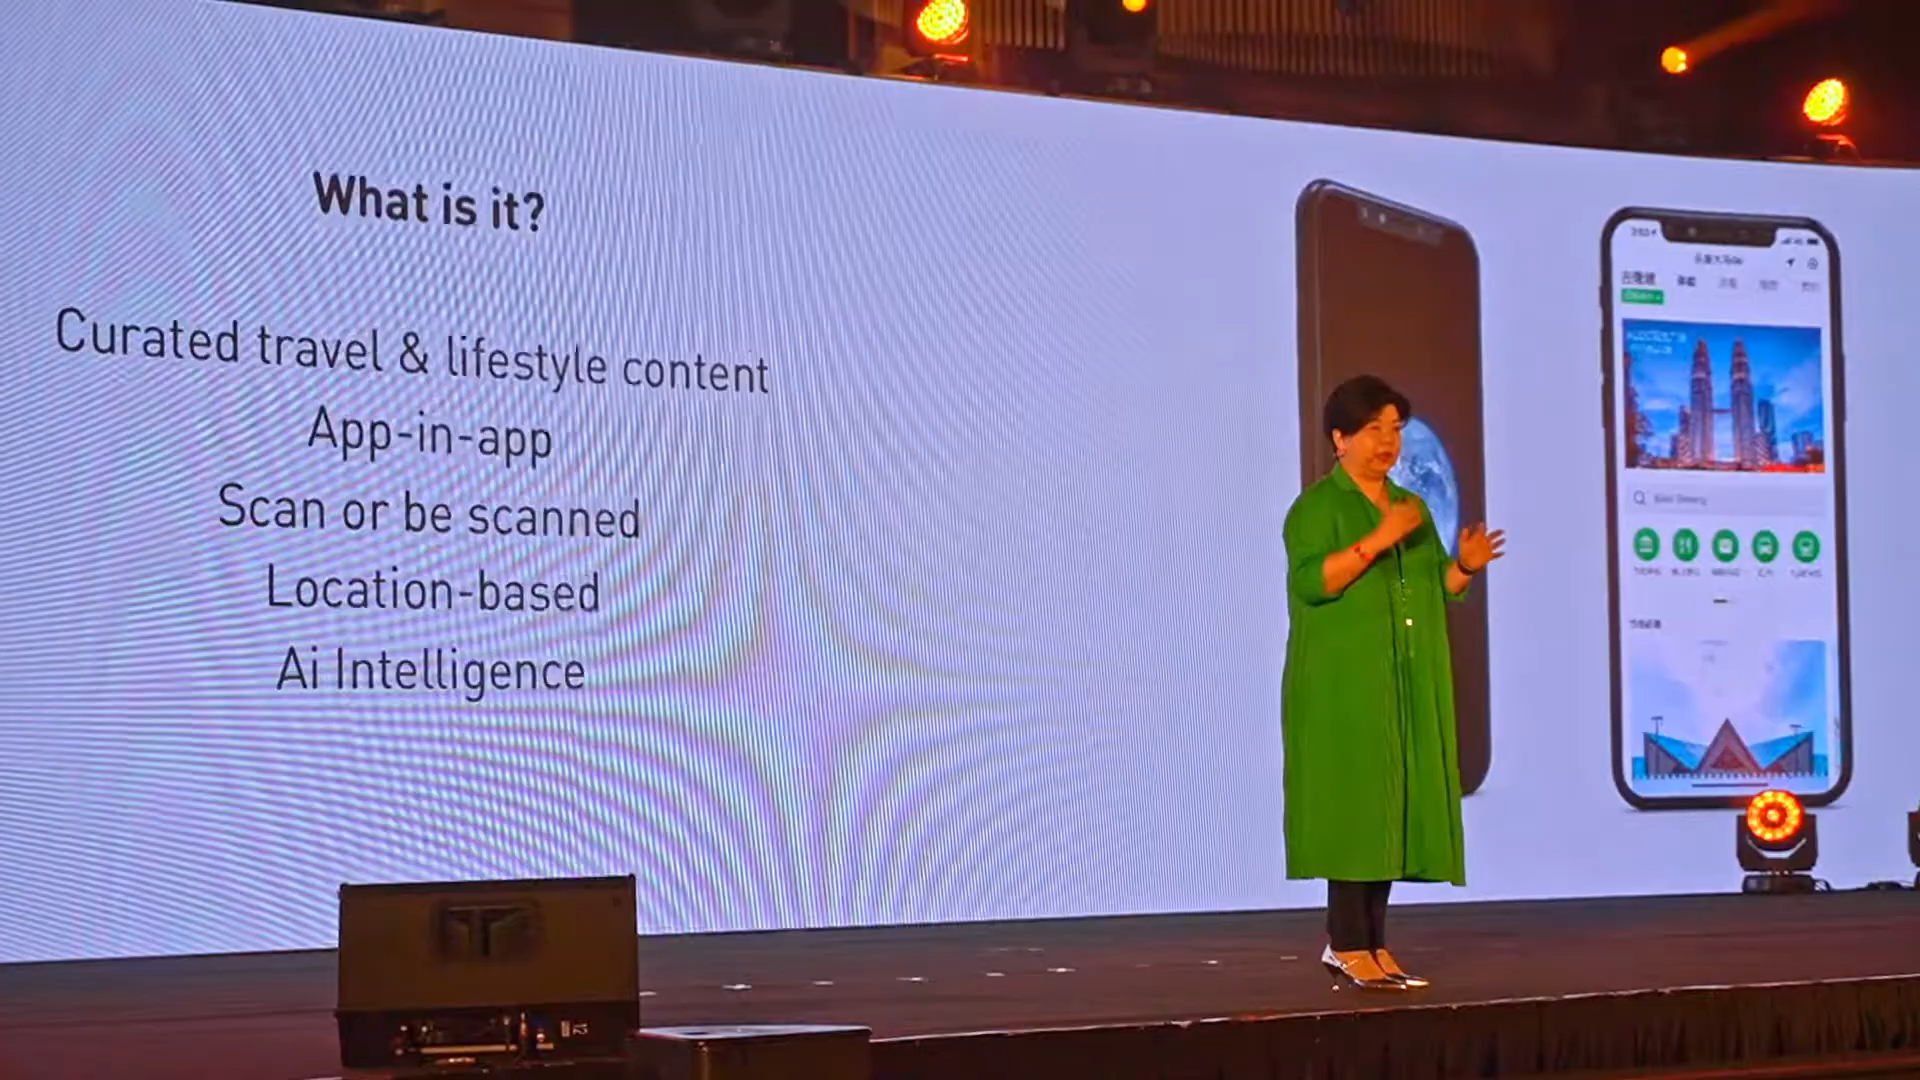 What is it?
Curated travel & lifestyle content
App-in-app
Scan or be scanned
Location-based
Ai Intelligence